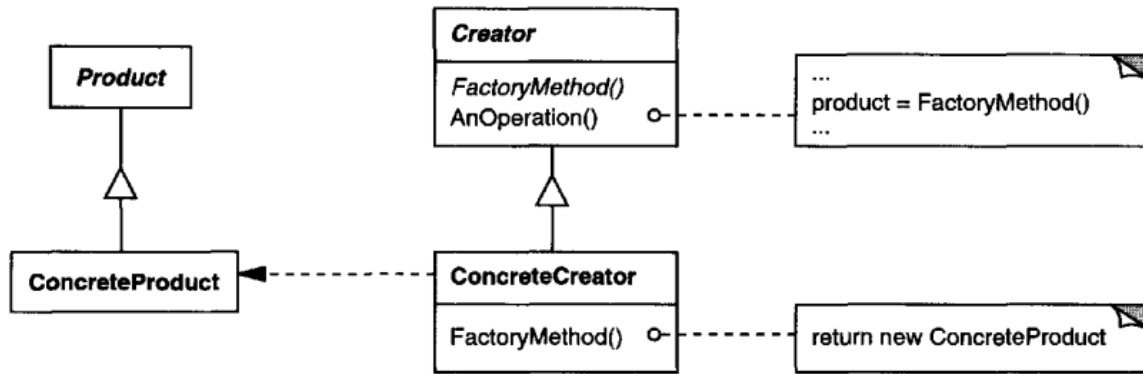 Product
ConcreteProduct
Creator
FactoryMethod()
AnOperation()
...
product = FactoryMethod()
...
ConcreteCreator
FactoryMethod()
return new ConcreteProduct